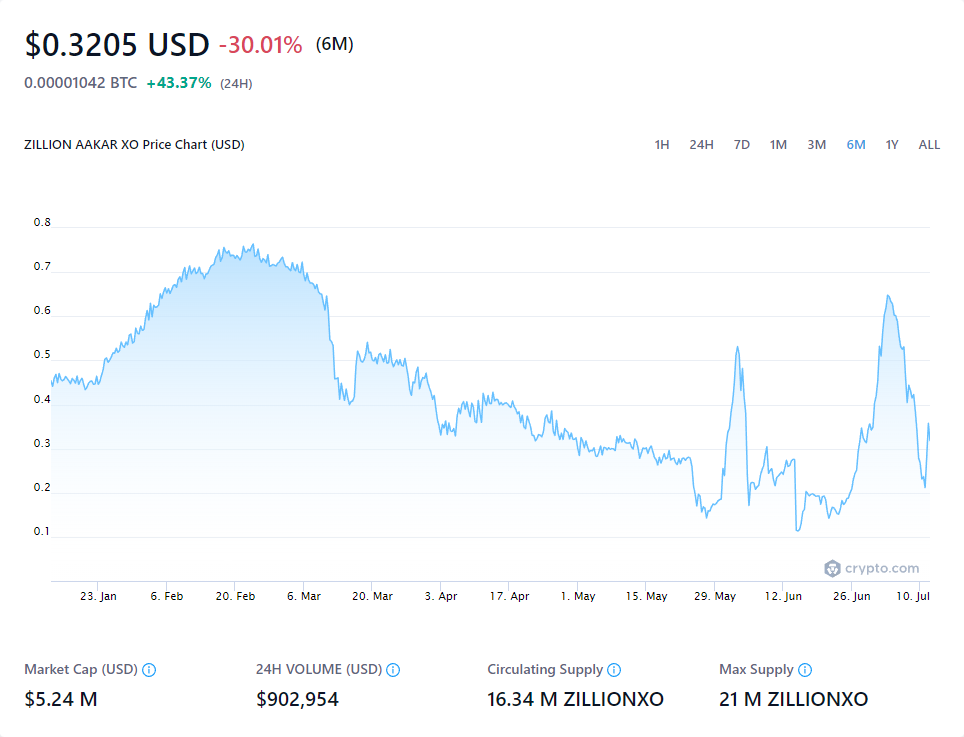 $0.3205 USD -30.01% (6M)
0.00001042 BTC +43.37% (24H)
ZILLION AAKAR XO Price Chart (USD)
1H 24H 7D 1M 3M 6M 1Y ALL
0.8
0.7
0.6
0.5
0.4
0.3
0.2
0.1
crypto.com
23. Jan 6. Feb 20. Feb 6. Mar 20. Mar 3. Apr 17. Apr 1. May 15. May 29. May 12. Jun 26. Jun 10. Jul
Market Cap (USD) 24H VOLUME (USD) Circulating Supply Max Supply
$5.24 M $902,954 16.34 M ZILLIONXO 21 M ZILLIONXO